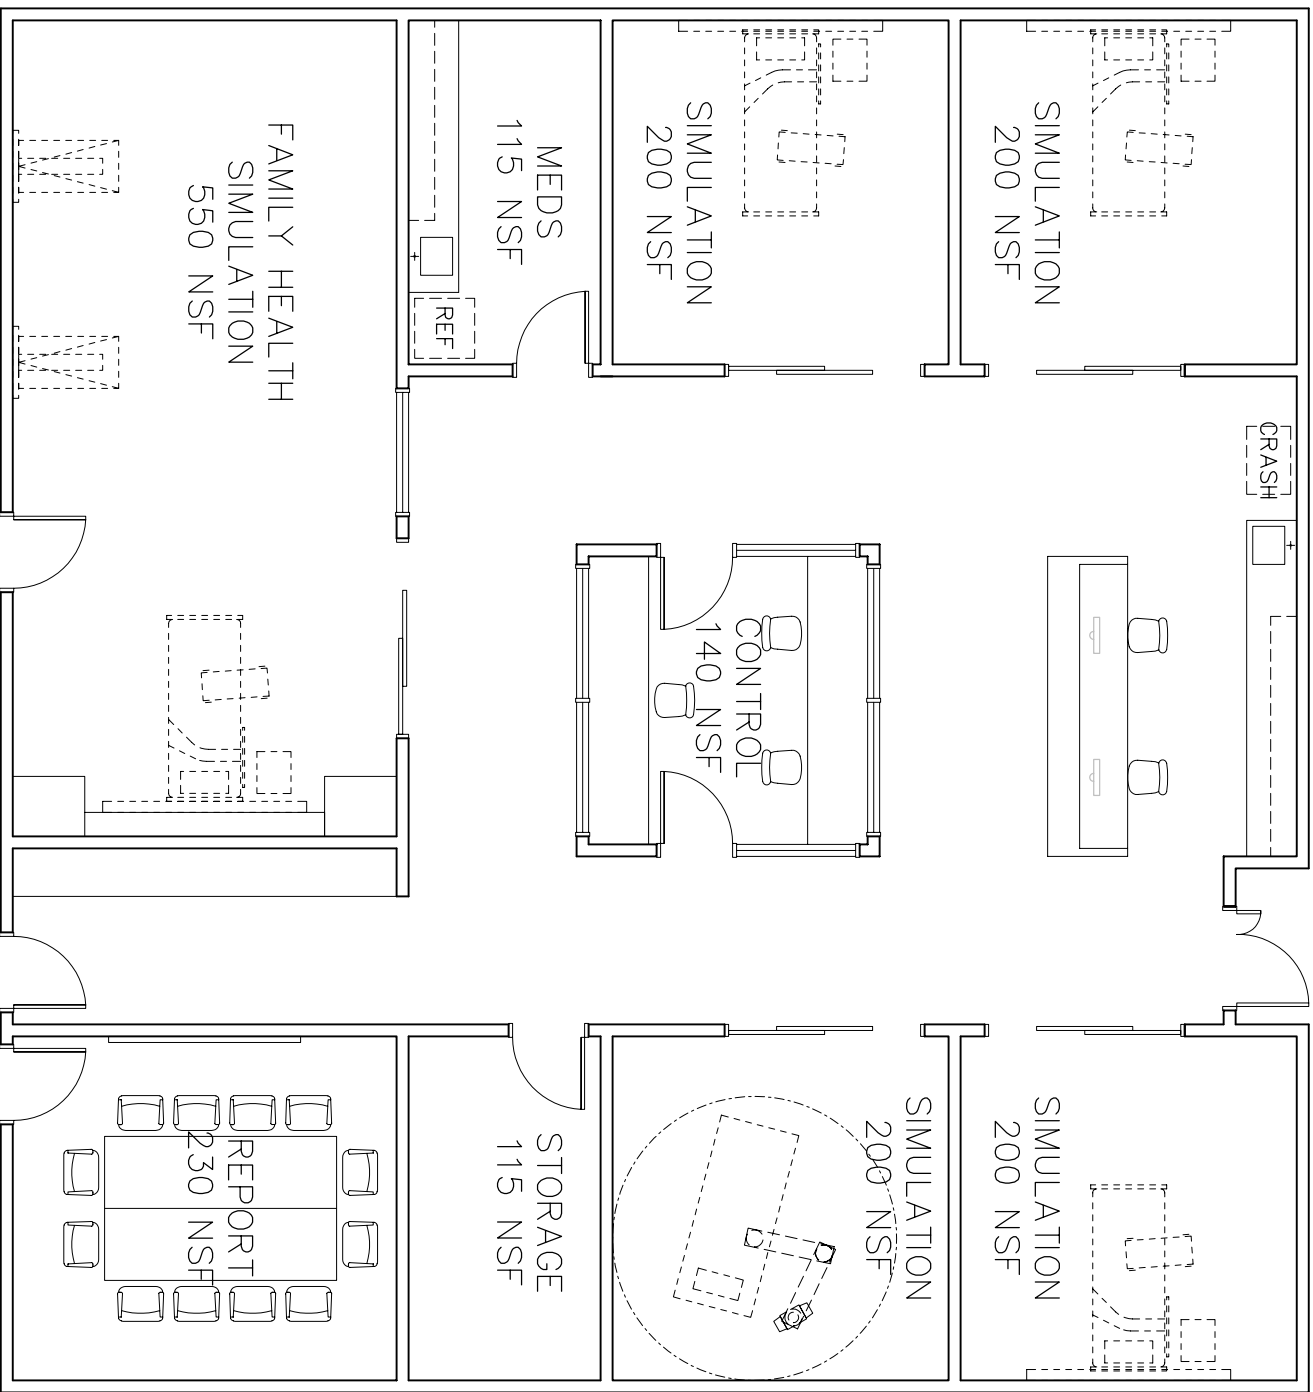 FAMILY HEALTH
SIMULATION
550 NSF
MEDS
115 NSF
REF
SIMULATION
200 NSF
SIMULATION
200 NSF
CRASH
CONTROL
140 NSF
REPORT
230 NSF
STORAGE
115 NSF
SIMULATION
200 NSF
SIMULATION
200 NSF